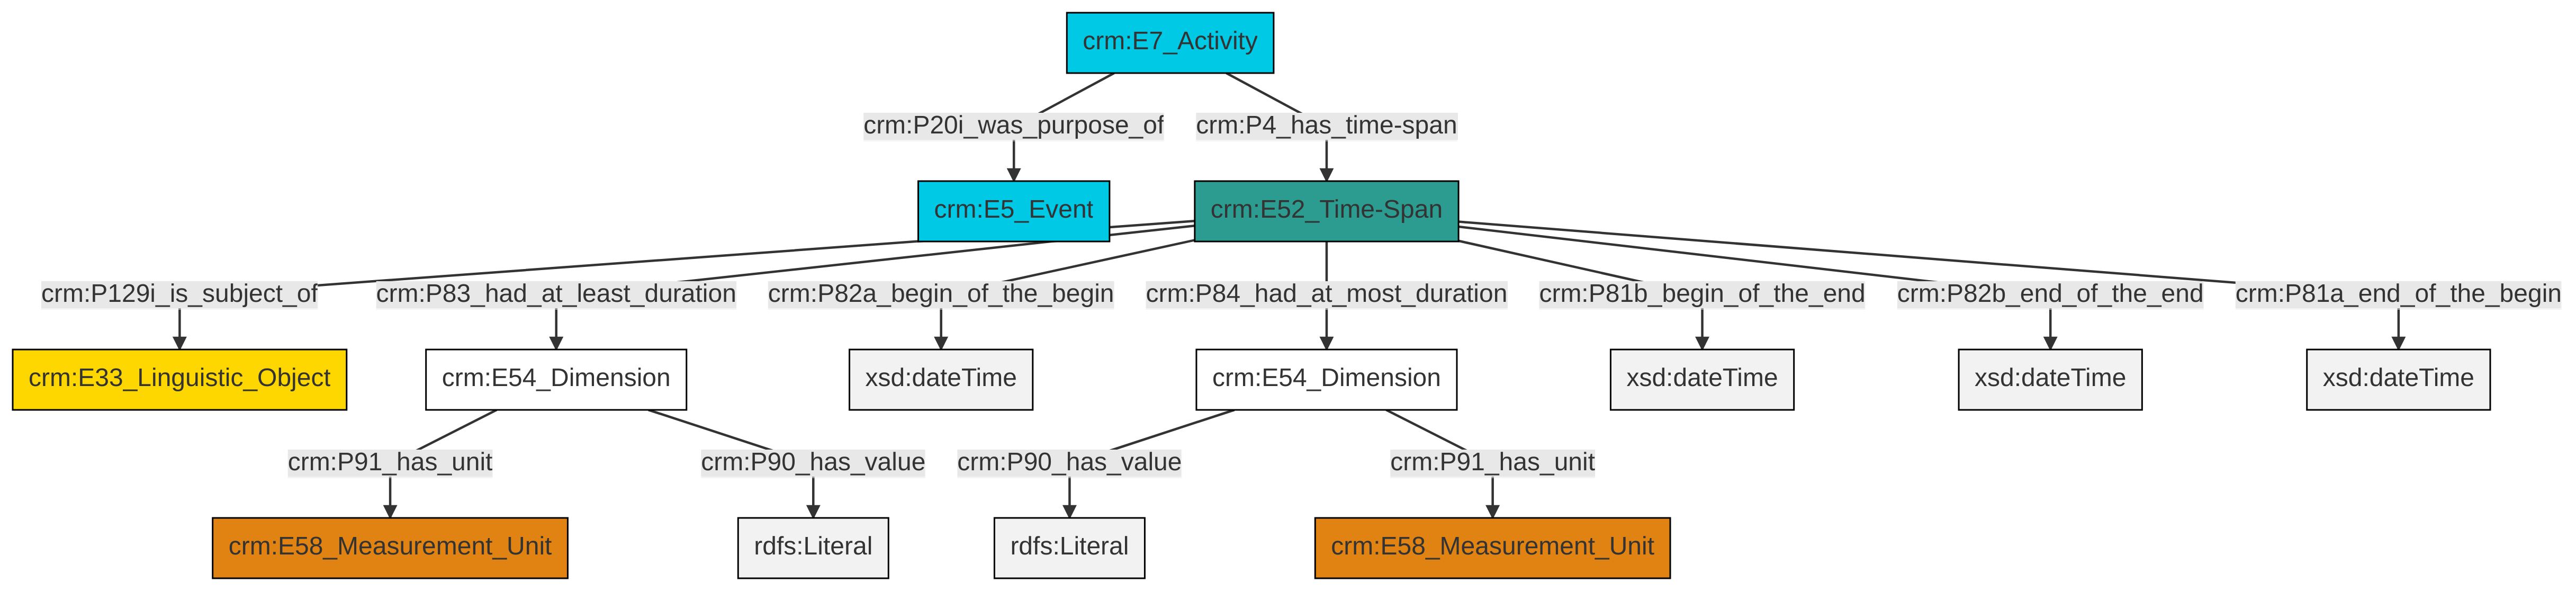 crm:E7_Activity
crm:P20i_was_purpose_of
crm:P4_has_time-span
crm:E5_Event
crm:E52_Time-Span
crm:P129i_is_subject_of
crm:P83_had_at_least_duration
crm:P82a_begin_of_the_begin
crm:P84_had_at_most_duration
crm:P81b_begin_of_the_end
crm:P82b_end_of_the_end
crm:P81a_end_of_the_begin
crm:E33_Linguistic_Object
crm:E54_Dimension
xsd:dateTime
crm:E54_Dimension
xsd:dateTime
xsd:dateTime
xsd:dateTime
crm:P91_has_unit
crm:P90_has_value
crm:P90_has_value
crm:P91_has_unit
crm:E58_Measurement_Unit
rdfs:Literal
rdfs:Literal
crm:E58_Measurement_Unit